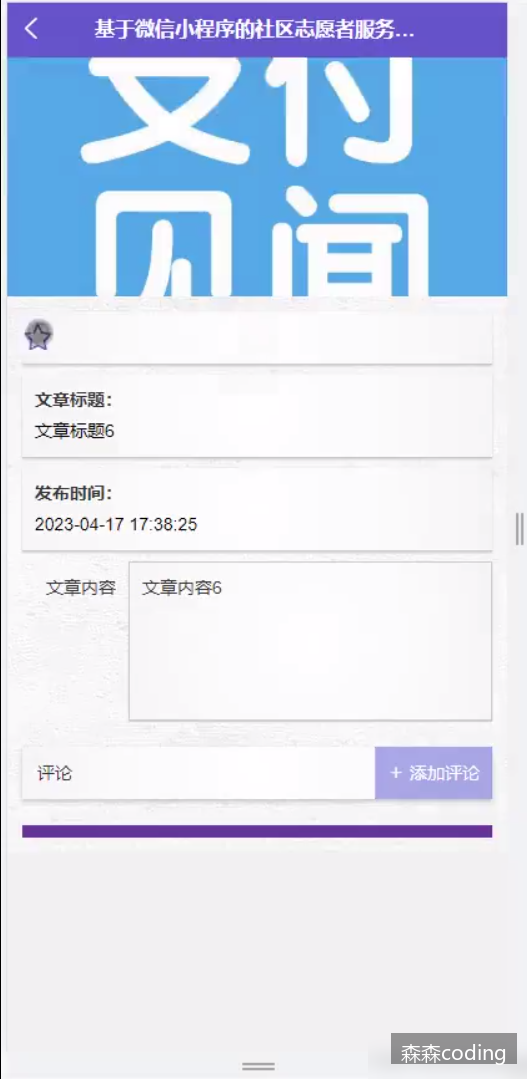 基于微信小程序的社区志愿者服务...
支付
见闻
文章标题：
文章标题6
发布时间：
2023-04-17 17:38:25
文章内容
文章内容6
评论
+ 添加评论
森森coding